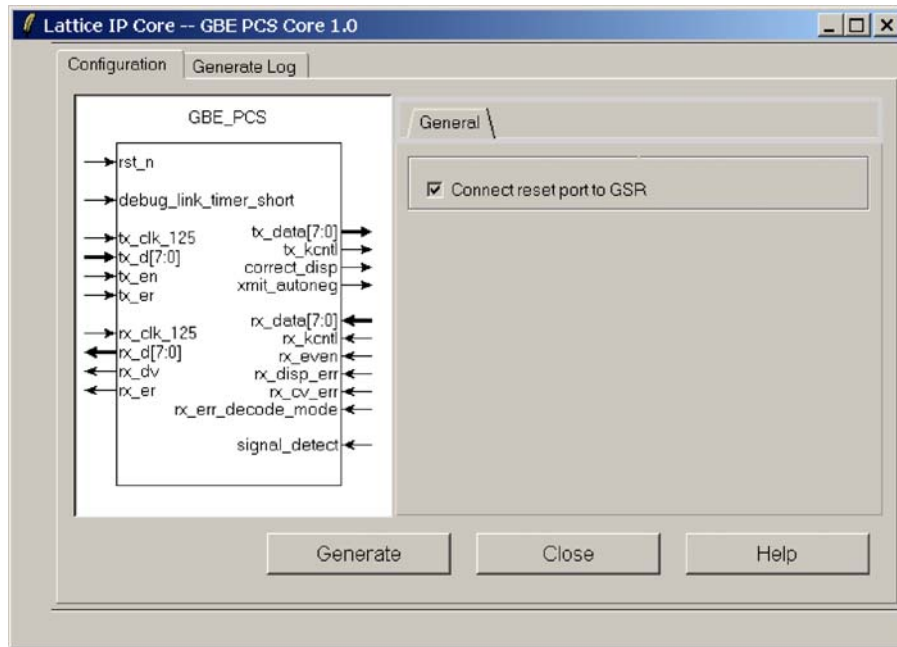 Lattice IP Core -- GBE PCS Core 1.0
Configuration
Generate Log
GBE_PCS
rst_n
debug_link_timer_short
tx_clk_125
tx_d[7:0]
tx_en
tx_er
tx_data[7:0]
tx_kcntl
correct_disp
xmit_autoneg
rx_clk_125
rx_d[7:0]
rx_dv
rx_er
rx_data[7:0]
rx_kcntl
rx_even
rx_disp_err
rx_cv_err
rx_err_decode_mode
signal_detect
General
Connect reset port to GSR
Generate
Close
Help